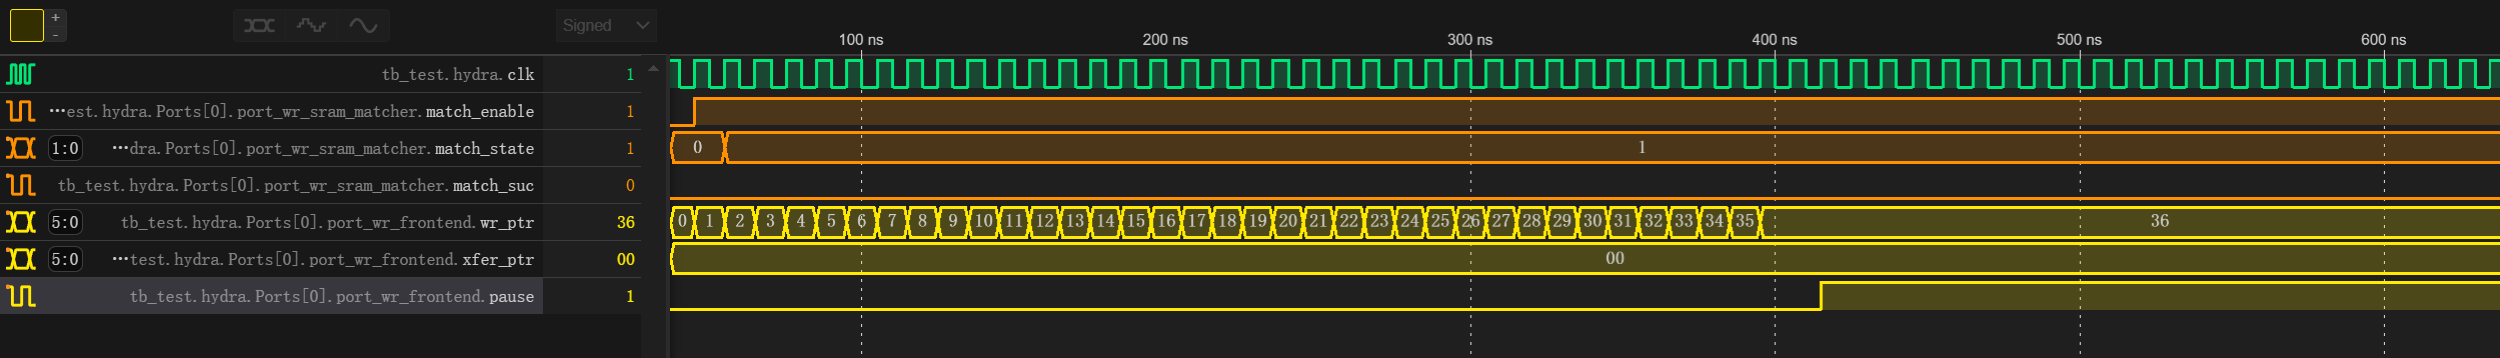 +
-
Signed
100 ns 200 ns 300 ns 400 ns 500 ns 600 ns
tb_test.hydra.clk 1
···est.hydra.Ports[0].port_wr_sram_matcher.match_enable 1
1:0 ···dra.Ports[0].port_wr_sram_matcher.match_state 1 0 1
tb_test.hydra.Ports[0].port_wr_sram_matcher.match_suc 0
5:0 tb_test.hydra.Ports[0].port_wr_frontend.wr_ptr 36 0 1 2 3 4 5 6 7 8 9 10 11 12 13 14 15 16 17 18 19 20 21 22 23 24 25 26 27 28 29 30 31 32 33 34 35 36
5:0 ···test.hydra.Ports[0].port_wr_frontend.xfer_ptr 00 00
tb_test.hydra.Ports[0].port_wr_frontend.pause 1